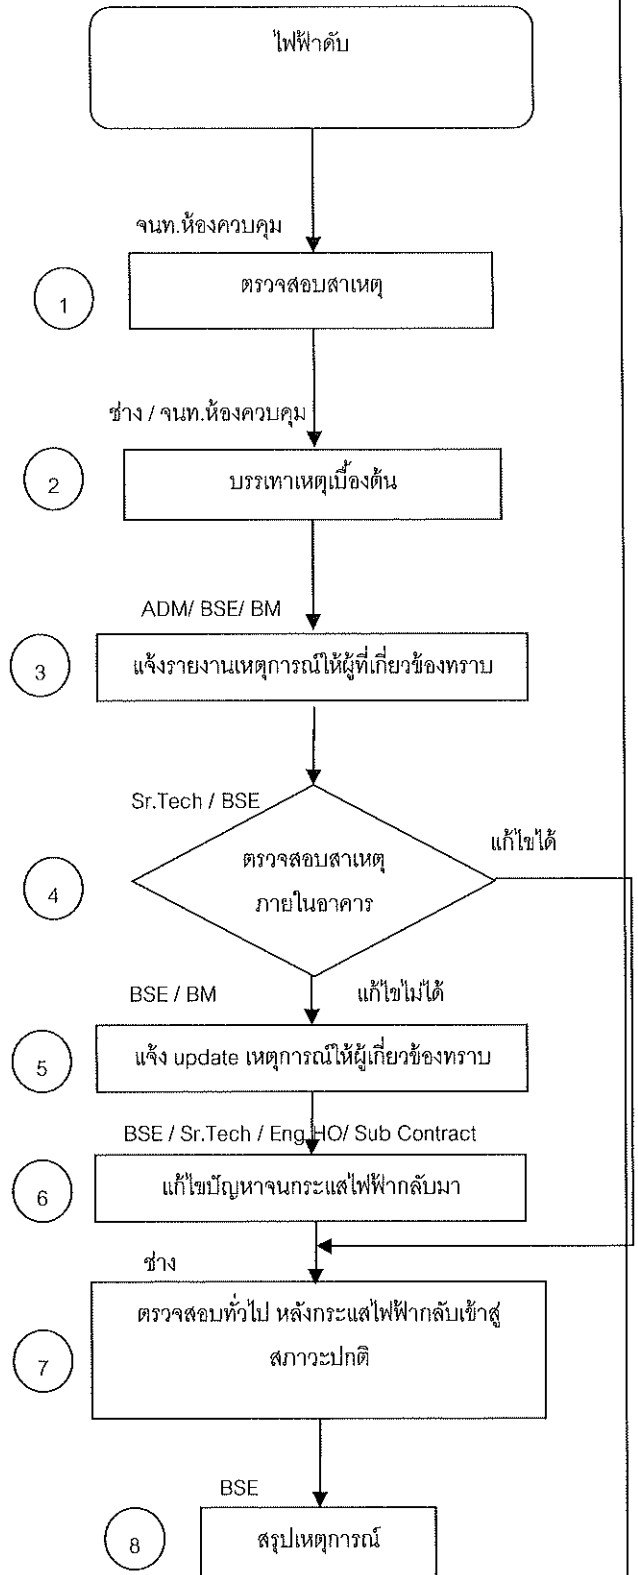 ไฟฟ้าดับ
จนท.ห้องควบคุม
1
ตรวจสอบสาเหตุ
ช่าง / จนท.ห้องควบคุม
2
บรรเทาเหตุเบื้องต้น
ADM/ BSE/ BM
3
แจ้งรายงานเหตุการณ์ให้ผู้ที่เกี่ยวข้องทราบ
Sr.Tech / BSE
แก้ไขได้
4
ตรวจสอบสาเหตุ
ภายในอาคาร
BSE / BM
แก้ไขไม่ได้
5
แจ้ง update เหตุการณ์ให้ผู้เกี่ยวข้องทราบ
BSE / Sr.Tech / Eng.HO/ Sub Contract
6
แก้ไขปัญหาจนกระแสไฟฟ้ากลับมา
ช่าง
7
ตรวจสอบทั่วไป หลังกระแสไฟฟ้ากลับเข้าสู่
สภาวะปกติ
BSE
8
สรุปเหตุการณ์